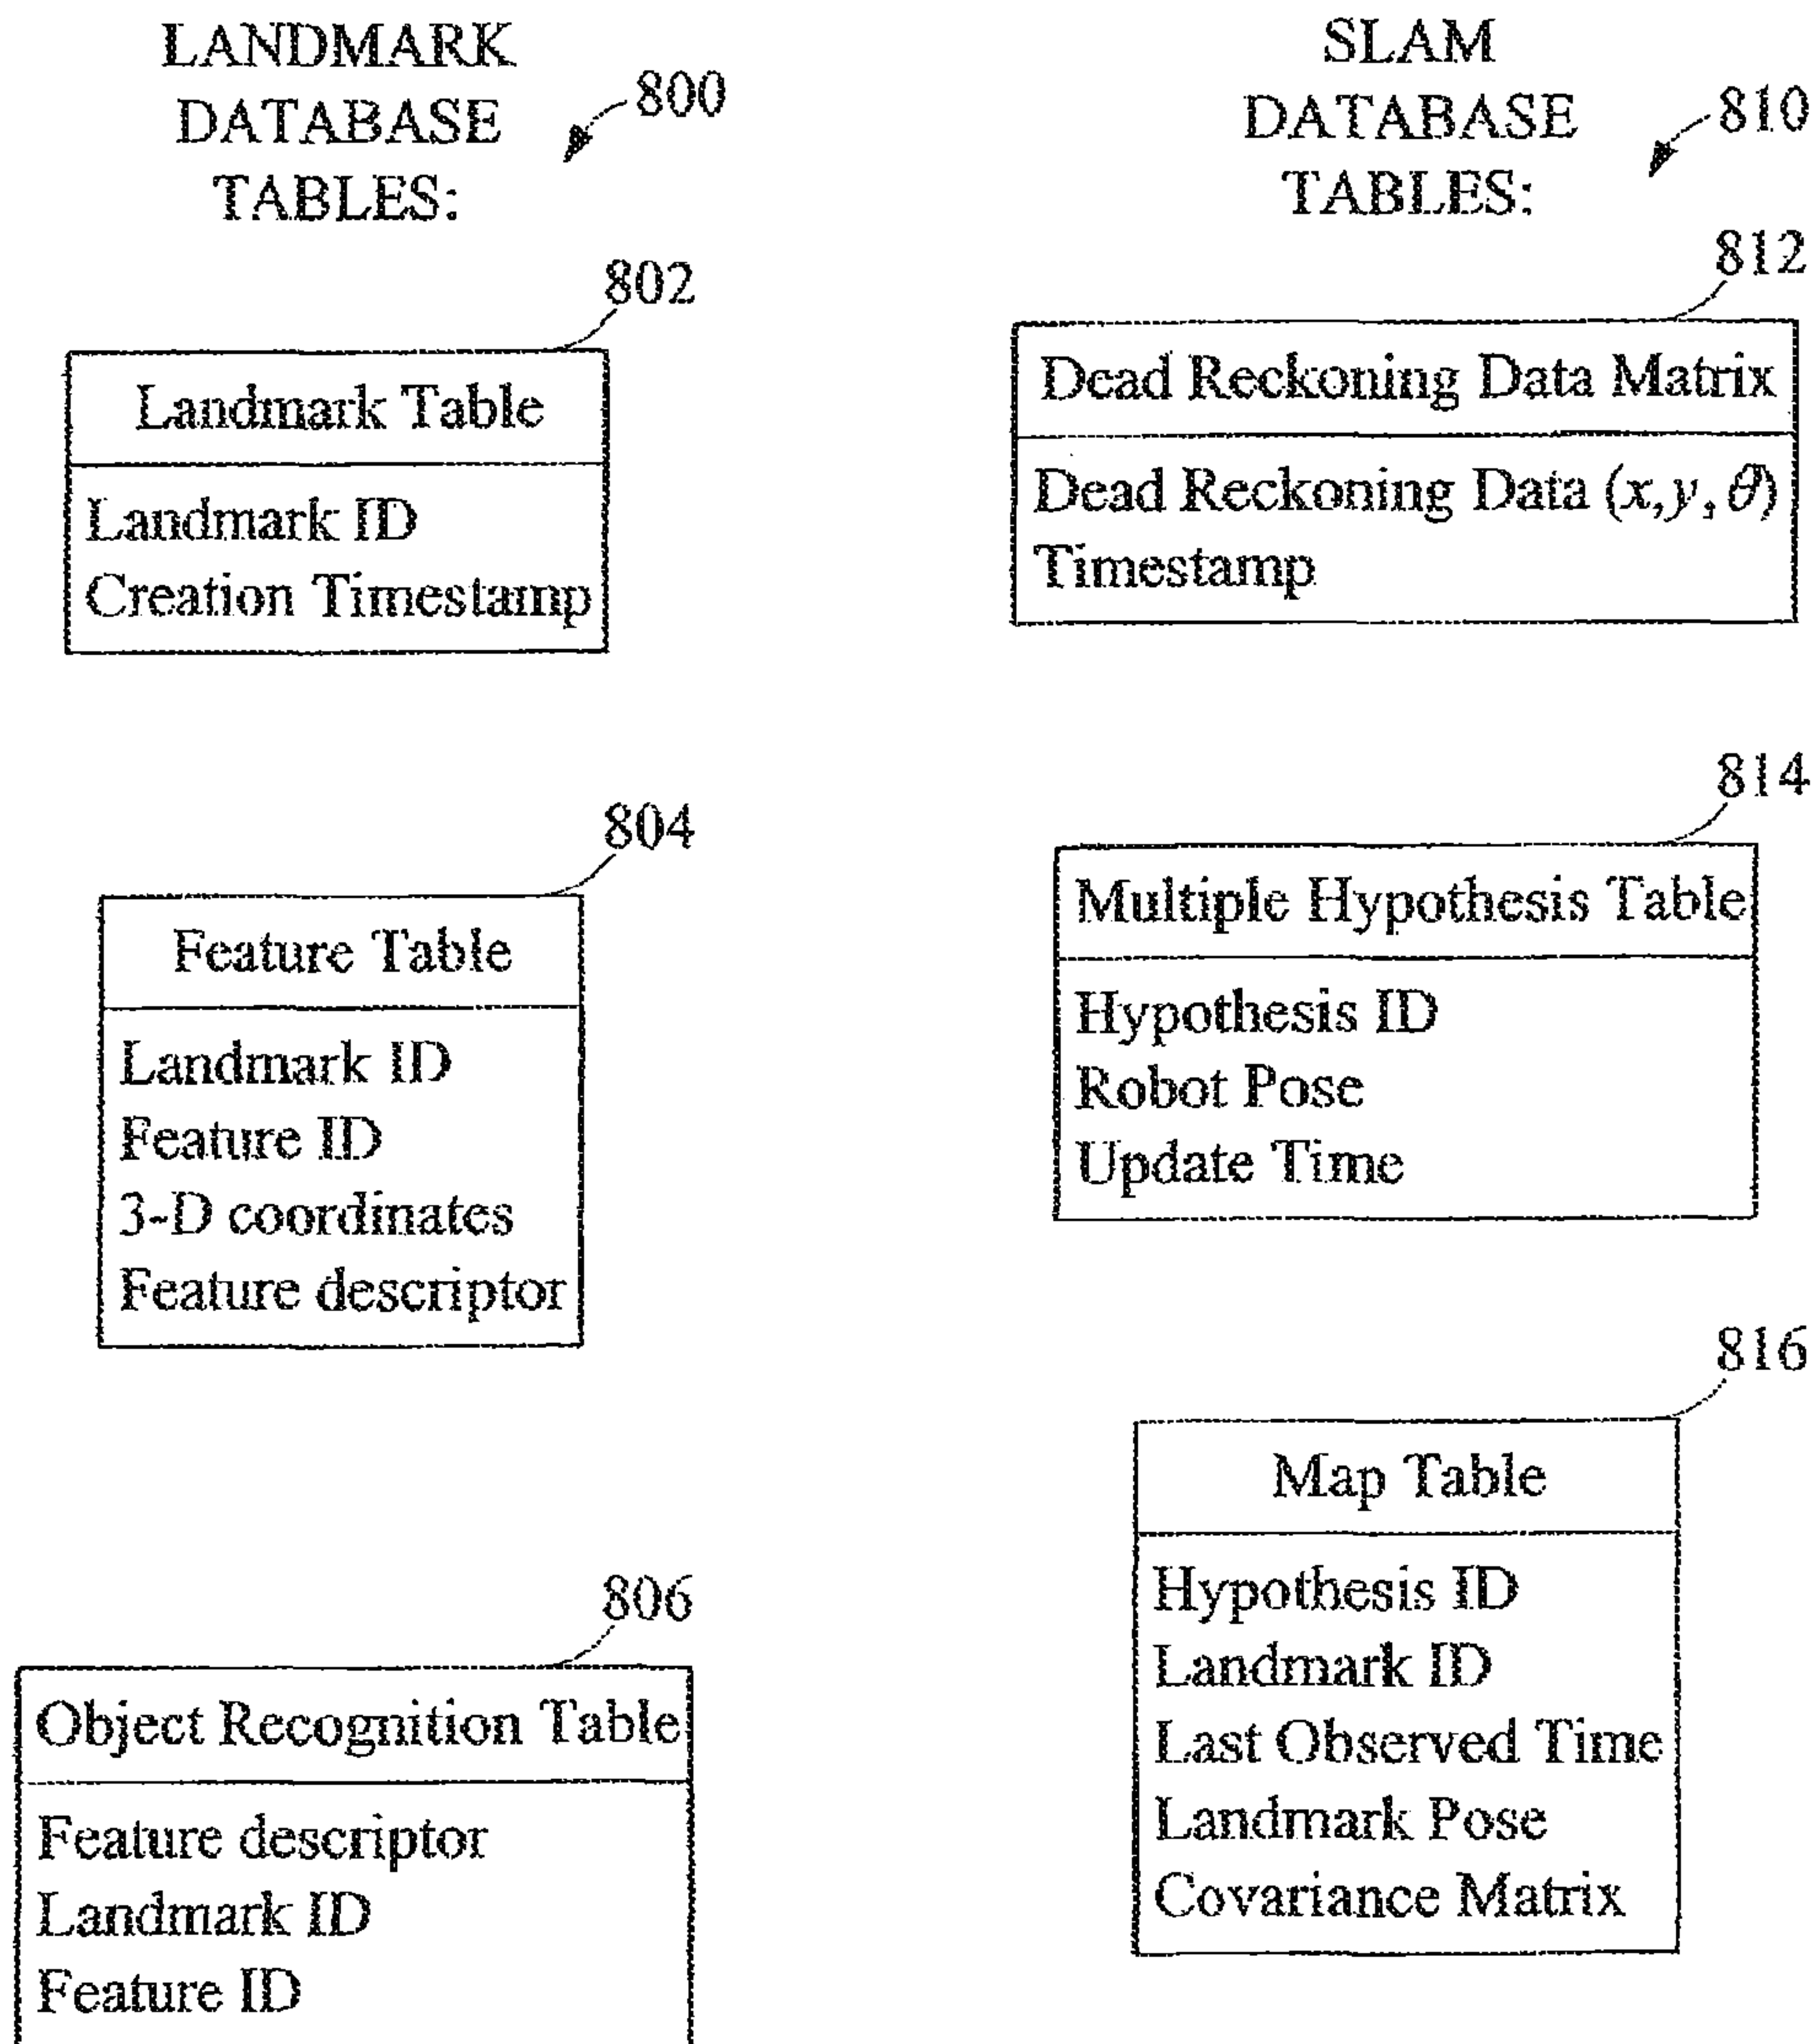 LANDMARK
DATABASE
TABLES:
800
802
Landmark Table
Landmark ID
Creation Timestamp
804
Feature Table
Landmark ID
Feature ID
3-D coordinates
Feature descriptor
806
Object Recognition Table
Feature descriptor
Landmark ID
Feature ID
SLAM
DATABASE
TABLES:
810
812
Dead Reckoning Data Matrix
Dead Reckoning Data (x,y,θ)
Timestamp
814
Multiple Hypothesis Table
Hypothesis ID
Robot Pose
Update Time
816
Map Table
Hypothesis ID
Landmark ID
Last Observed Time
Landmark Pose
Covariance Matrix